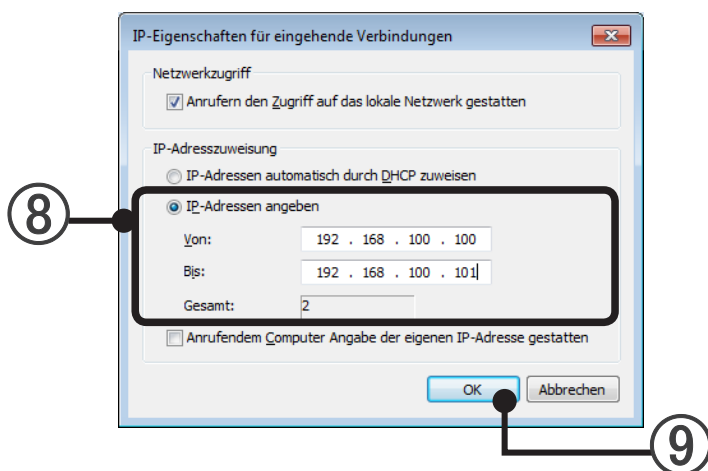 IP-Eigenschaften für eingehende Verbindungen
Netzwerkzugriff
Anrufern den Zugriff auf das lokale Netzwerk gestatten
IP-Adresszuweisung
IP-Adressen automatisch durch DHCP zuweisen
⑧
IP-Adressen angeben
Von: 192 . 168 . 100 . 100
Bis: 192 . 168 . 100 . 101
Gesamt: 2
Anrufendem Computer Angabe der eigenen IP-Adresse gestatten
OK Abbrechen
⑨